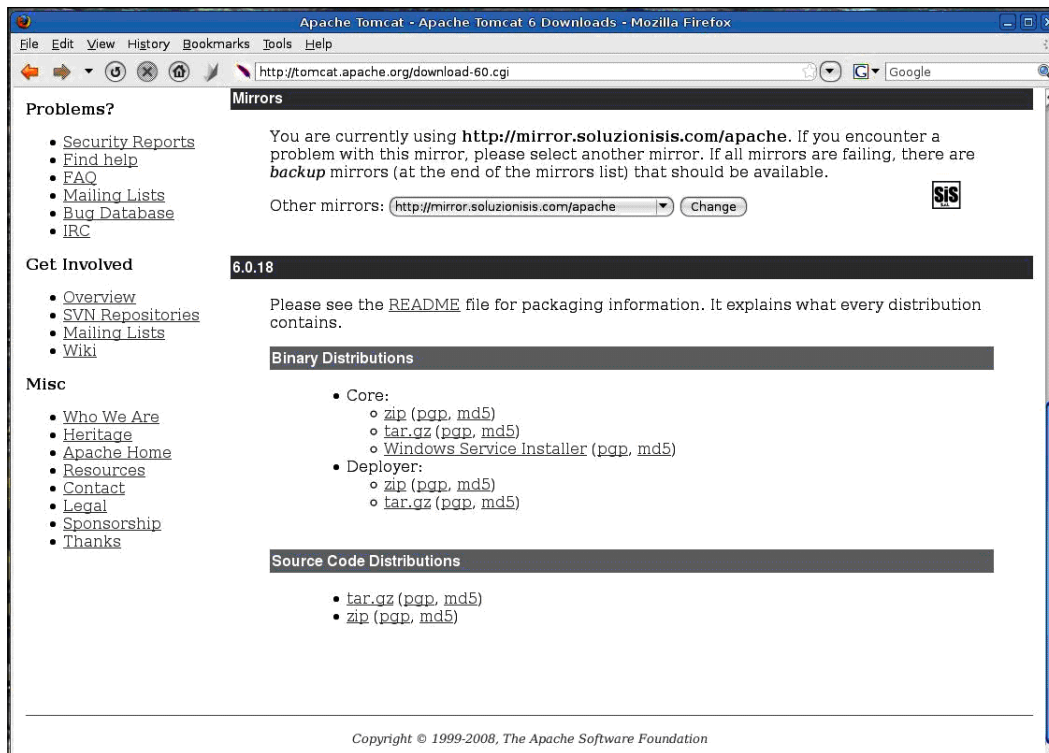 Apache Tomcat - Apache Tomcat 6 Downloads - Mozilla Firefox
File Edit View History Bookmarks Tools Help
http://tomcat.apache.org/download-60.cgi
G Google
Problems?
Security Reports
Find help
FAQ
Mailing Lists
Bug Database
IRC
Get Involved
Overview
SVN Repositories
Mailing Lists
Wiki
Misc
Who We Are
Heritage
Apache Home
Resources
Contact
Legal
Sponsorship
Thanks
Mirrors
You are currently using http://mirror.soluzionisis.com/apache. If you encounter a
problem with this mirror, please select another mirror. If all mirrors are failing, there are
backup mirrors (at the end of the mirrors list) that should be available.
SiS
Other mirrors: http://mirror.soluzionisis.com/apache Change
6.0.18
Please see the README file for packaging information. It explains what every distribution
contains.
Binary Distributions
Core:
zip (pgp, md5)
tar.gz (pgp, md5)
Windows Service Installer (pgp, md5)
Deployer:
zip (pgp, md5)
tar.gz (pgp, md5)
Source Code Distributions
tar.gz (pgp, md5)
zip (pgp, md5)
Copyright © 1999-2008, The Apache Software Foundation